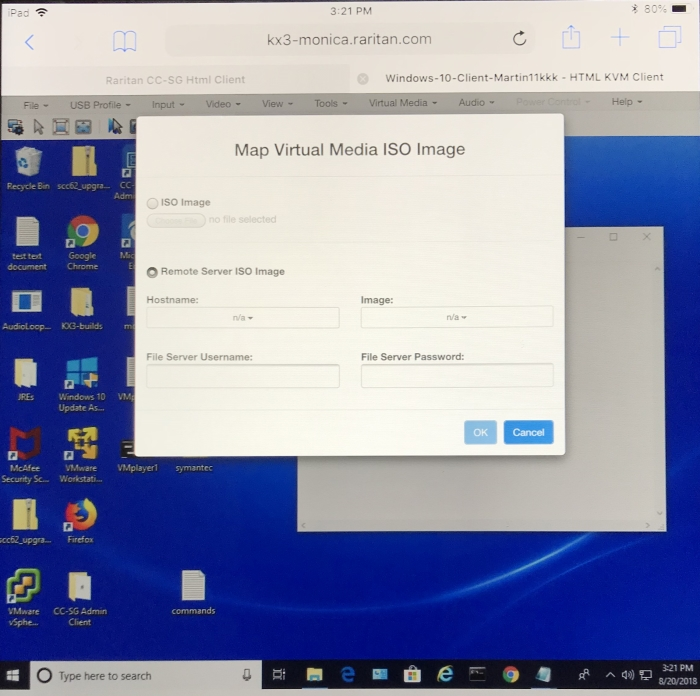 iPad
3:21 PM
80%
kx3-monica.raritan.com
Raritan CC-SG Html Client
Windows-10-Client-Martin11kkk - HTML KVM Client
File USB Profile Input Video View Tools Virtual Media Audio Power Control Help
Map Virtual Media ISO Image
ISO Image
Choose File no file selected
Remote Server ISO Image
Hostname: Image:
n/a n/a
File Server Username: File Server Password:
OK Cancel
Recycle Bin scc62_upgra... CC-
Adm
test text
document
Google
Chrome
Mic
E
AudioLoop... KX3-builds
JREs
Windows 10
Update As...
VM
McAfee
Security Sc...
VMware
Workstati...
VMplayer1 symantec
scc62_upgra... Firefox
VMware
vSphe...
CC-SG Admin
Client
commands
Type here to search
3:21 PM
8/20/2018